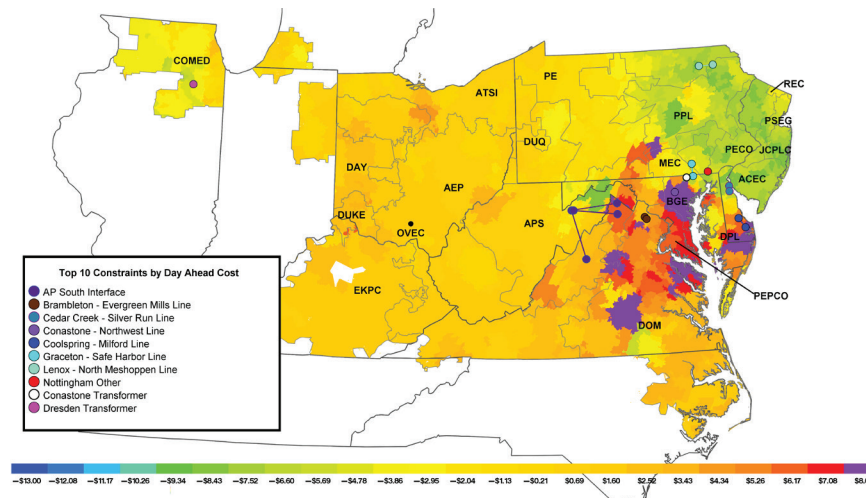 COMED
ATSI
PE
REC
PPL
PSEG
DUQ
PECO
JCPLC
MEC
DAY
ACEC
AEP
BGE
DUKE
APS
OVEC
DPL
Top 10 Constraints by Day Ahead Cost
AP South Interface
Brambleton - Evergreen Mills Line
Cedar Creek - Silver Run Line
Conastone - Northwest Line
Coolspring - Milford Line
Graceton - Safe Harbor Line
Lenox - North Meshoppen Line
Nottingham Other
Conastone Transformer
Dresden Transformer
EKPC
PEPCO
DOM
–$13.00 –$12.08 –$11.17 –$10.26 –$9.34 –$8.43 –$7.52 –$6.60 –$5.69 –$4.78 –$3.86 –$2.95 –$2.04 –$1.13 –$0.21 $0.69 $1.60 $2.52 $3.43 $4.34 $5.26 $6.17 $7.08